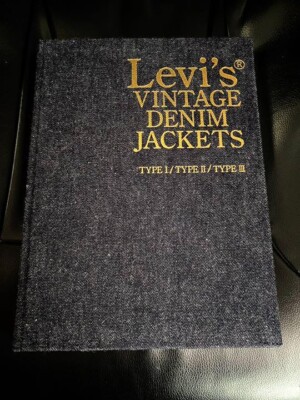 Levi's®
VINTAGE
DENIM
JACKETS
TYPE I / TYPE II / TYPE III